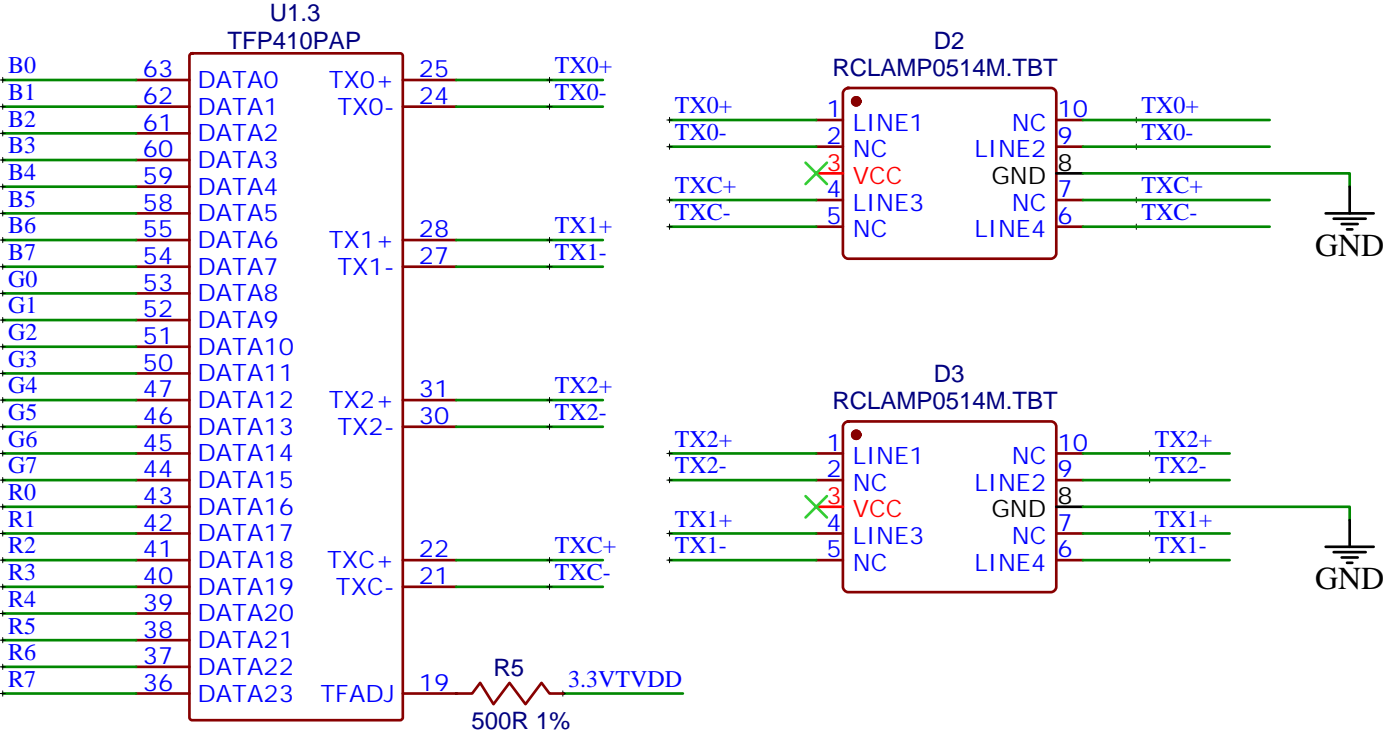 U1.3
TFP410PAP
B0 63 DATA0 TX0+ 25 TX0+
B1 62 DATA1 TX0- 24 TX0-
B2 61 DATA2
B3 60 DATA3
B4 59 DATA4
B5 58 DATA5
B6 55 DATA6 TX1+ 28 TX1+
B7 54 DATA7 TX1- 27 TX1-
G0 53 DATA8
G1 52 DATA9
G2 51 DATA10
G3 50 DATA11
G4 47 DATA12 TX2+ 31 TX2+
G5 46 DATA13 TX2- 30 TX2-
G6 45 DATA14
G7 44 DATA15
R0 43 DATA16
R1 42 DATA17
R2 41 DATA18 TXC+ 22 TXC+
R3 40 DATA19 TXC- 21 TXC-
R4 39 DATA20
R5 38 DATA21
R6 37 DATA22
R7 36 DATA23 TFADJ 19 R5 3.3VTVDD
500R 1%
D2
RCLAMP0514M.TBT
TX0+ 1 LINE1 NC 10 TX0+
TX0- 2 NC LINE2 9 TX0-
3 VCC GND 8
TXC+ 4 LINE3 NC 7 TXC+
TXC- 5 NC LINE4 6 TXC-
GND
D3
RCLAMP0514M.TBT
TX2+ 1 LINE1 NC 10 TX2+
TX2- 2 NC LINE2 9 TX2-
3 VCC GND 8
TX1+ 4 LINE3 NC 7 TX1+
TX1- 5 NC LINE4 6 TX1-
GND